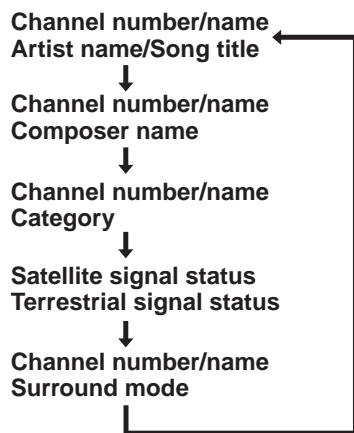 Channel number/name
Artist name/Song title
Channel number/name
Composer name
Channel number/name
Category
Satellite signal status
Terrestrial signal status
Channel number/name
Surround mode